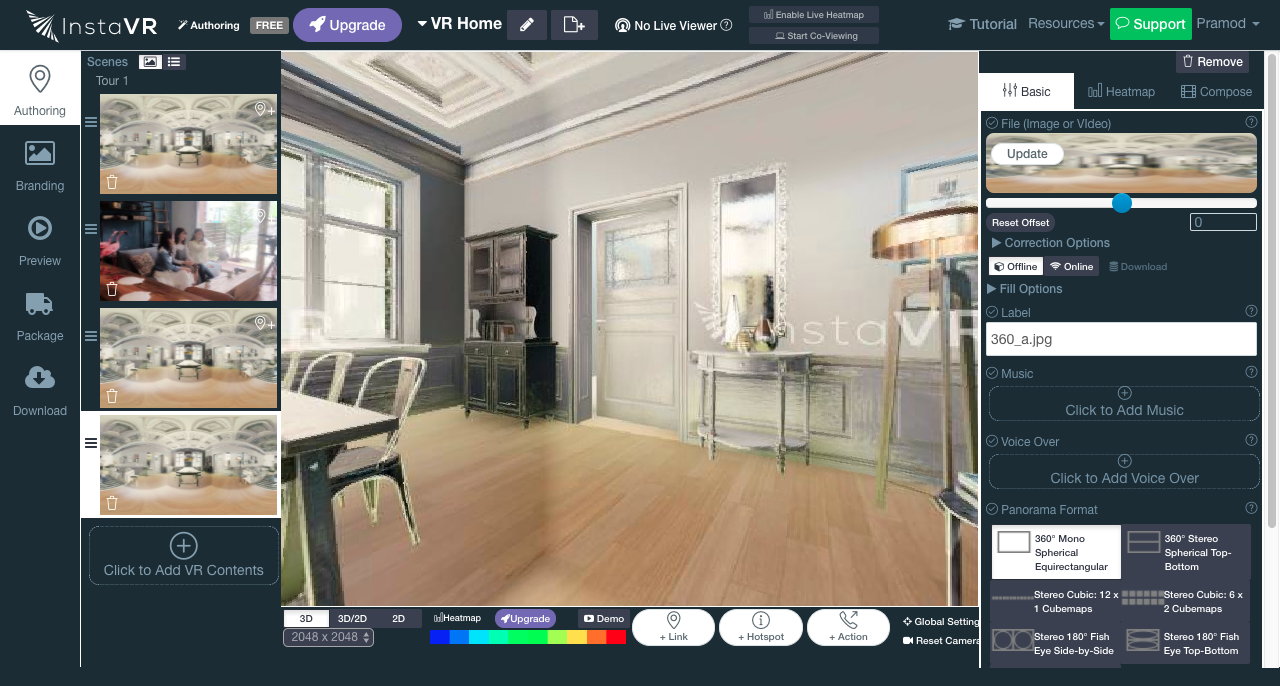 InstaVR
Authoring
FREE
Upgrade
VR Home
No Live Viewer
Enable Live Heatmap
Start Co-Viewing
Tutorial
Resources
Support
Pramod
Authoring
Branding
Preview
Package
Download
Scenes
Tour 1
Click to Add VR Contents
InstaVR
3D
3D/2D
2D
2048 x 2048
Heatmap
Upgrade
Demo
+ Link
+ Hotspot
+ Action
Global Setting
Reset Camera
Remove
Basic
Heatmap
Compose
File (Image or VIdeo)
Update
Reset Offset
0
Correction Options
Offline
Online
Download
Fill Options
Label
360_a.jpg
Music
Click to Add Music
Voice Over
Click to Add Voice Over
Panorama Format
360° Mono
Spherical
Equirectangular
360° Stereo
Spherical Top-
Bottom
Stereo Cubic: 12 x
1 Cubemaps
Stereo Cubic: 6 x
2 Cubemaps
Stereo 180° Fish
Eye Side-by-Side
Stereo 180° Fish
Eye Top-Bottom